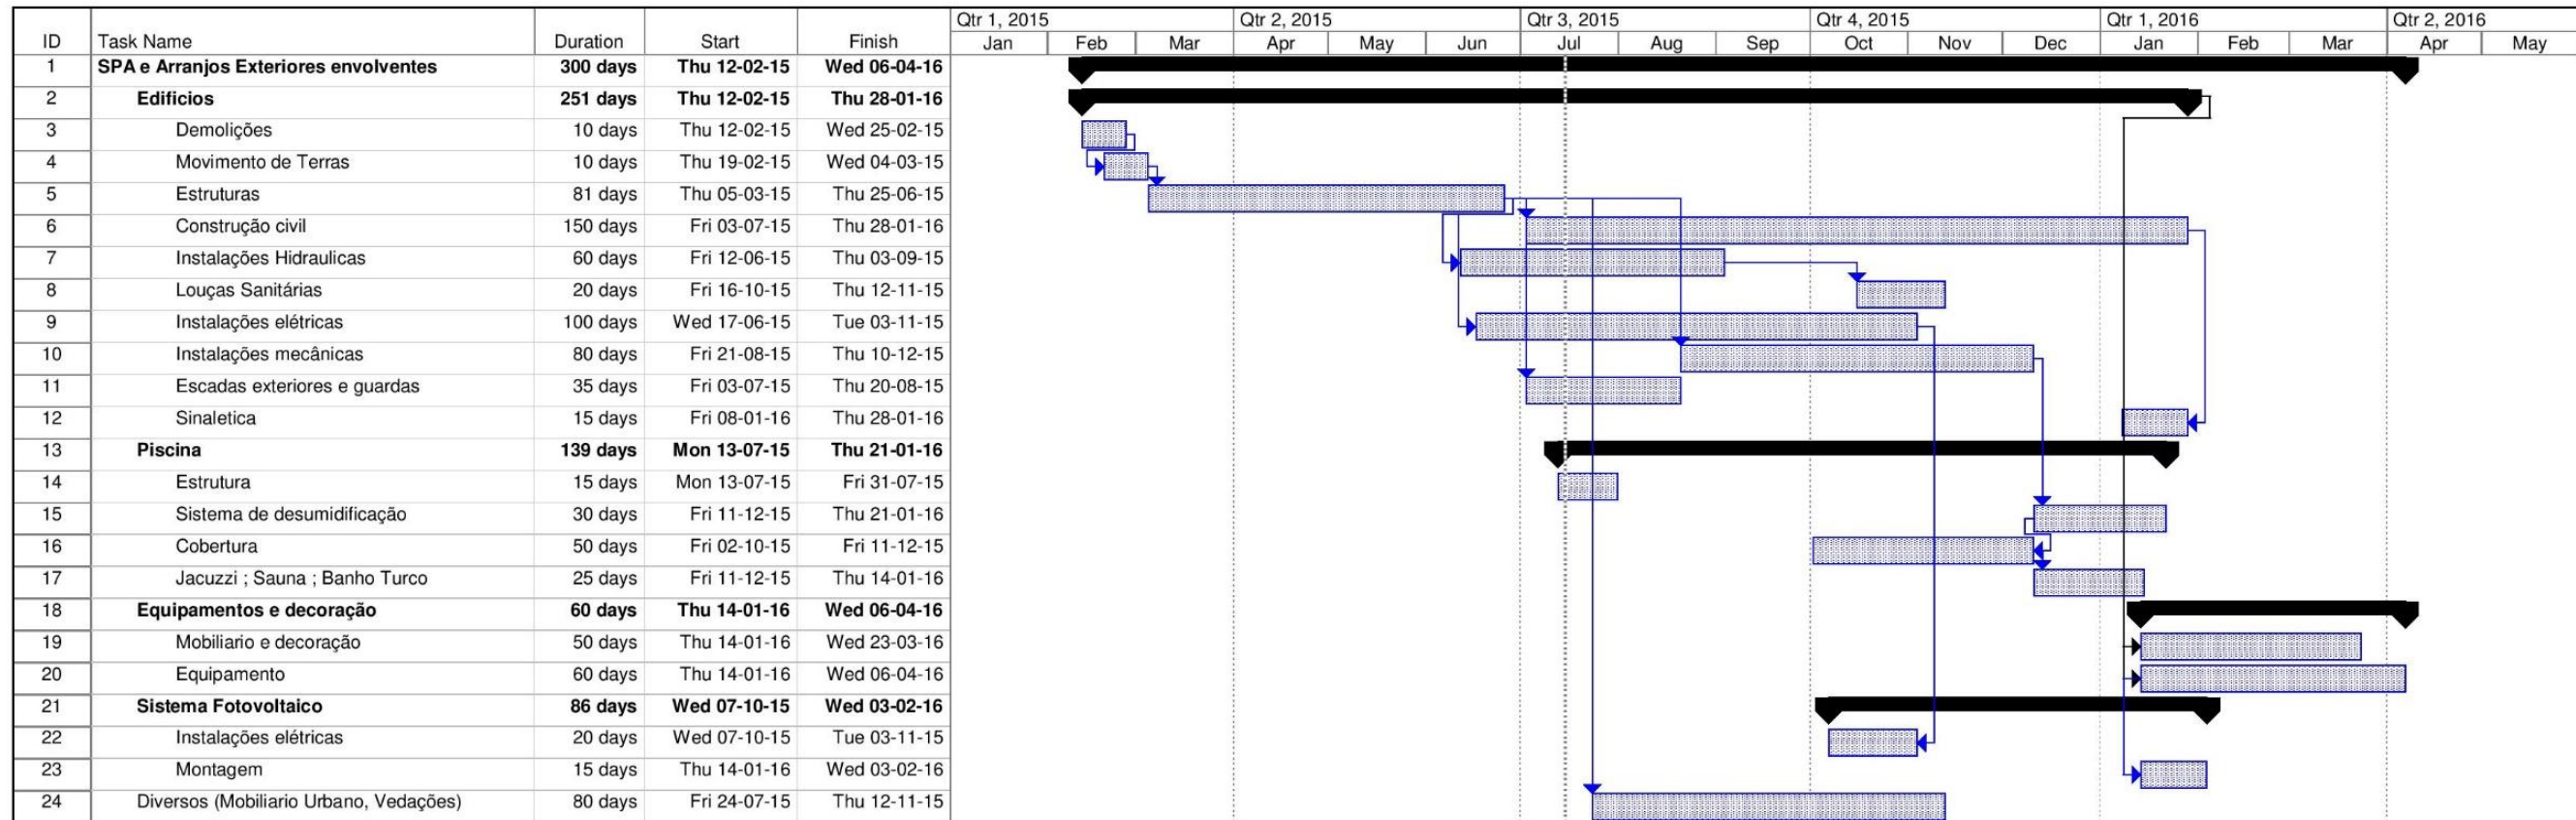 Qtr 1, 2015 Qtr 2, 2015 Qtr 3, 2015 Qtr 4, 2015 Qtr 1, 2016 Qtr 2, 2016
ID Task Name Duration Start Finish Jan Feb Mar Apr May Jun Jul Aug Sep Oct Nov Dec Jan Feb Mar Apr May
1 SPA e Arranjos Exteriores envolventes 300 days Thu 12-02-15 Wed 06-04-16
2 Edificios 251 days Thu 12-02-15 Thu 28-01-16
3 Demolições 10 days Thu 12-02-15 Wed 25-02-15
4 Movimento de Terras 10 days Thu 19-02-15 Wed 04-03-15
5 Estruturas 81 days Thu 05-03-15 Thu 25-06-15
6 Construção civil 150 days Fri 03-07-15 Thu 28-01-16
7 Instalações Hidraulicas 60 days Fri 12-06-15 Thu 03-09-15
8 Louças Sanitárias 20 days Fri 16-10-15 Thu 12-11-15
9 Instalações elétricas 100 days Wed 17-06-15 Tue 03-11-15
10 Instalações mecânicas 80 days Fri 21-08-15 Thu 10-12-15
11 Escadas exteriores e guardas 35 days Fri 03-07-15 Thu 20-08-15
12 Sinaletica 15 days Fri 08-01-16 Thu 28-01-16
13 Piscina 139 days Mon 13-07-15 Thu 21-01-16
14 Estrutura 15 days Mon 13-07-15 Fri 31-07-15
15 Sistema de desumidificação 30 days Fri 11-12-15 Thu 21-01-16
16 Cobertura 50 days Fri 02-10-15 Fri 11-12-15
17 Jacuzzi ; Sauna ; Banho Turco 25 days Fri 11-12-15 Thu 14-01-16
18 Equipamentos e decoração 60 days Thu 14-01-16 Wed 06-04-16
19 Mobiliario e decoração 50 days Thu 14-01-16 Wed 23-03-16
20 Equipamento 60 days Thu 14-01-16 Wed 06-04-16
21 Sistema Fotovoltaico 86 days Wed 07-10-15 Wed 03-02-16
22 Instalações elétricas 20 days Wed 07-10-15 Tue 03-11-15
23 Montagem 15 days Thu 14-01-16 Wed 03-02-16
24 Diversos (Mobiliario Urbano, Vedações) 80 days Fri 24-07-15 Thu 12-11-15